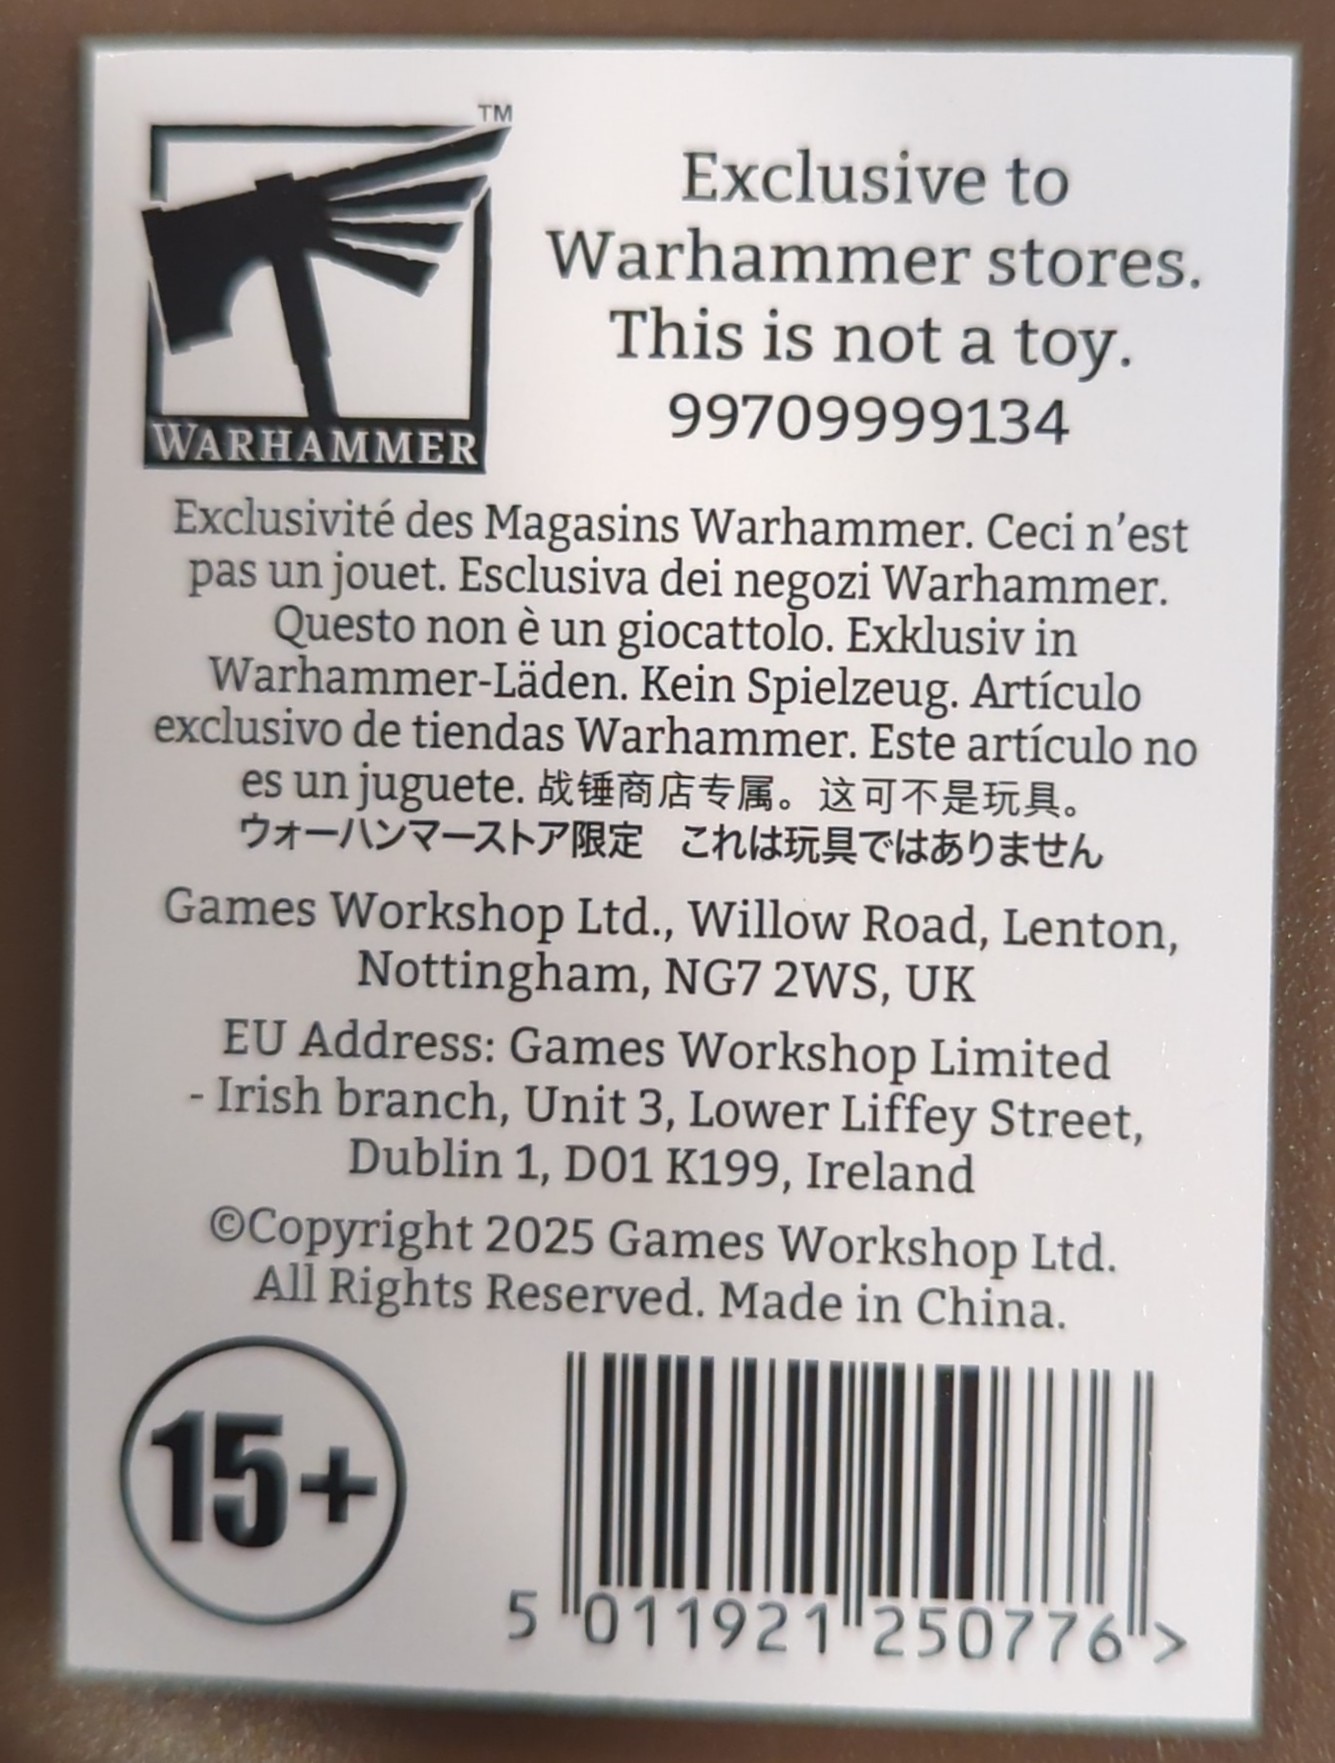 TM
WARHAMMER
Exclusive to
Warhammer stores.
This is not a toy.
99709999134
Exclusivité des Magasins Warhammer. Ceci n’est
pas un jouet. Esclusiva dei negozi Warhammer.
Questo non è un giocattolo. Exklusiv in
Warhammer-Läden. Kein Spielzeug. Artículo
exclusivo de tiendas Warhammer. Este artículo no
es un juguete. 战锤商店专属。这可不是玩具。
ウォーハンマーストア限定　これは玩具ではありません
Games Workshop Ltd., Willow Road, Lenton,
Nottingham, NG7 2WS, UK
EU Address: Games Workshop Limited
- Irish branch, Unit 3, Lower Liffey Street,
Dublin 1, D01 K199, Ireland
©Copyright 2025 Games Workshop Ltd.
All Rights Reserved. Made in China.
15+
5 011921 250776 >